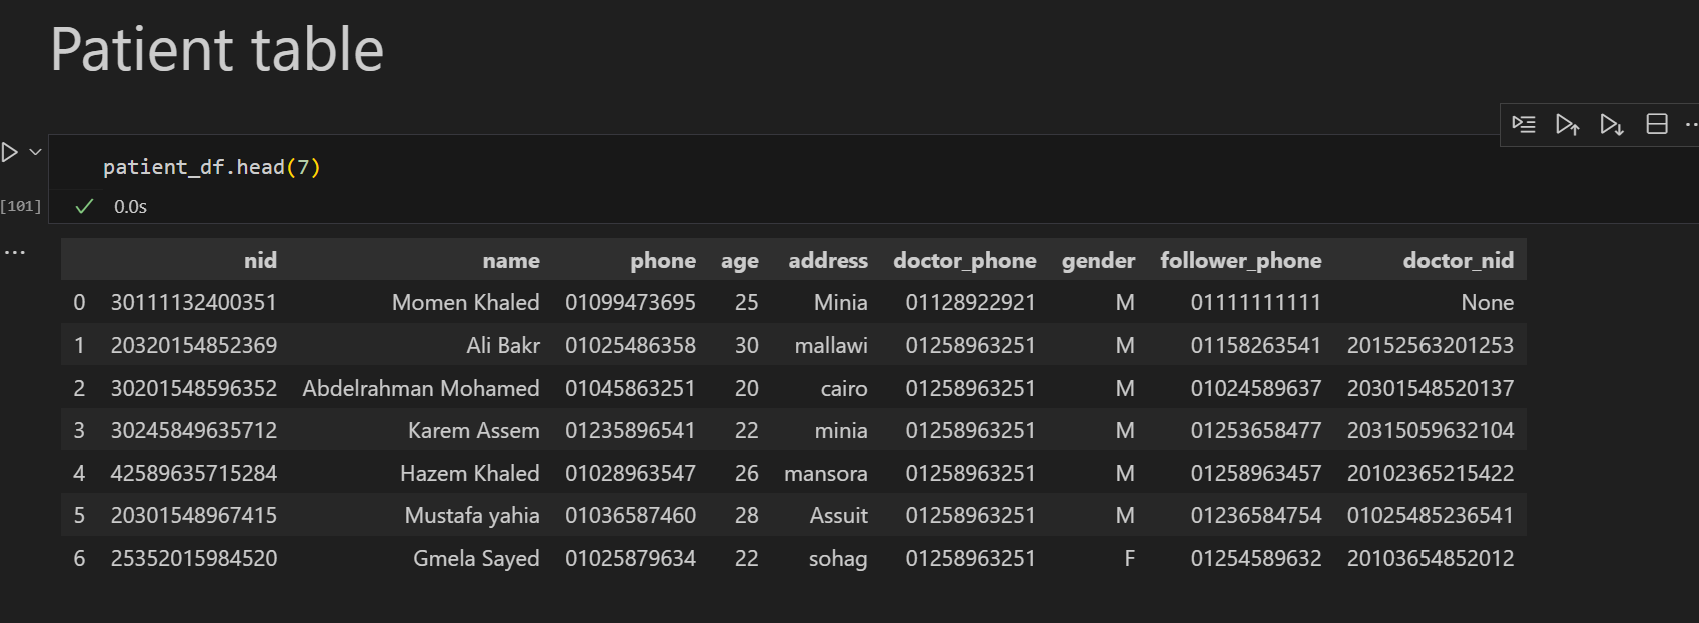 Patient table
patient_df.head(7)
[101] 0.0s
nid name phone age address doctor_phone gender follower_phone doctor_nid
0 30111132400351 Momen Khaled 01099473695 25 Minia 01128922921 M 01111111111 None
1 20320154852369 Ali Bakr 01025486358 30 mallawi 01258963251 M 01158263541 20152563201253
2 30201548596352 Abdelrahman Mohamed 01045863251 20 cairo 01258963251 M 01024589637 20301548520137
3 30245849635712 Karem Assem 01235896541 22 minia 01258963251 M 01253658477 20315059632104
4 42589635715284 Hazem Khaled 01028963547 26 mansora 01258963251 M 01258963457 20102365215422
5 20301548967415 Mustafa yahia 01036587460 28 Assuit 01258963251 M 01236584754 01025485236541
6 25352015984520 Gmela Sayed 01025879634 22 sohag 01258963251 F 01254589632 20103654852012